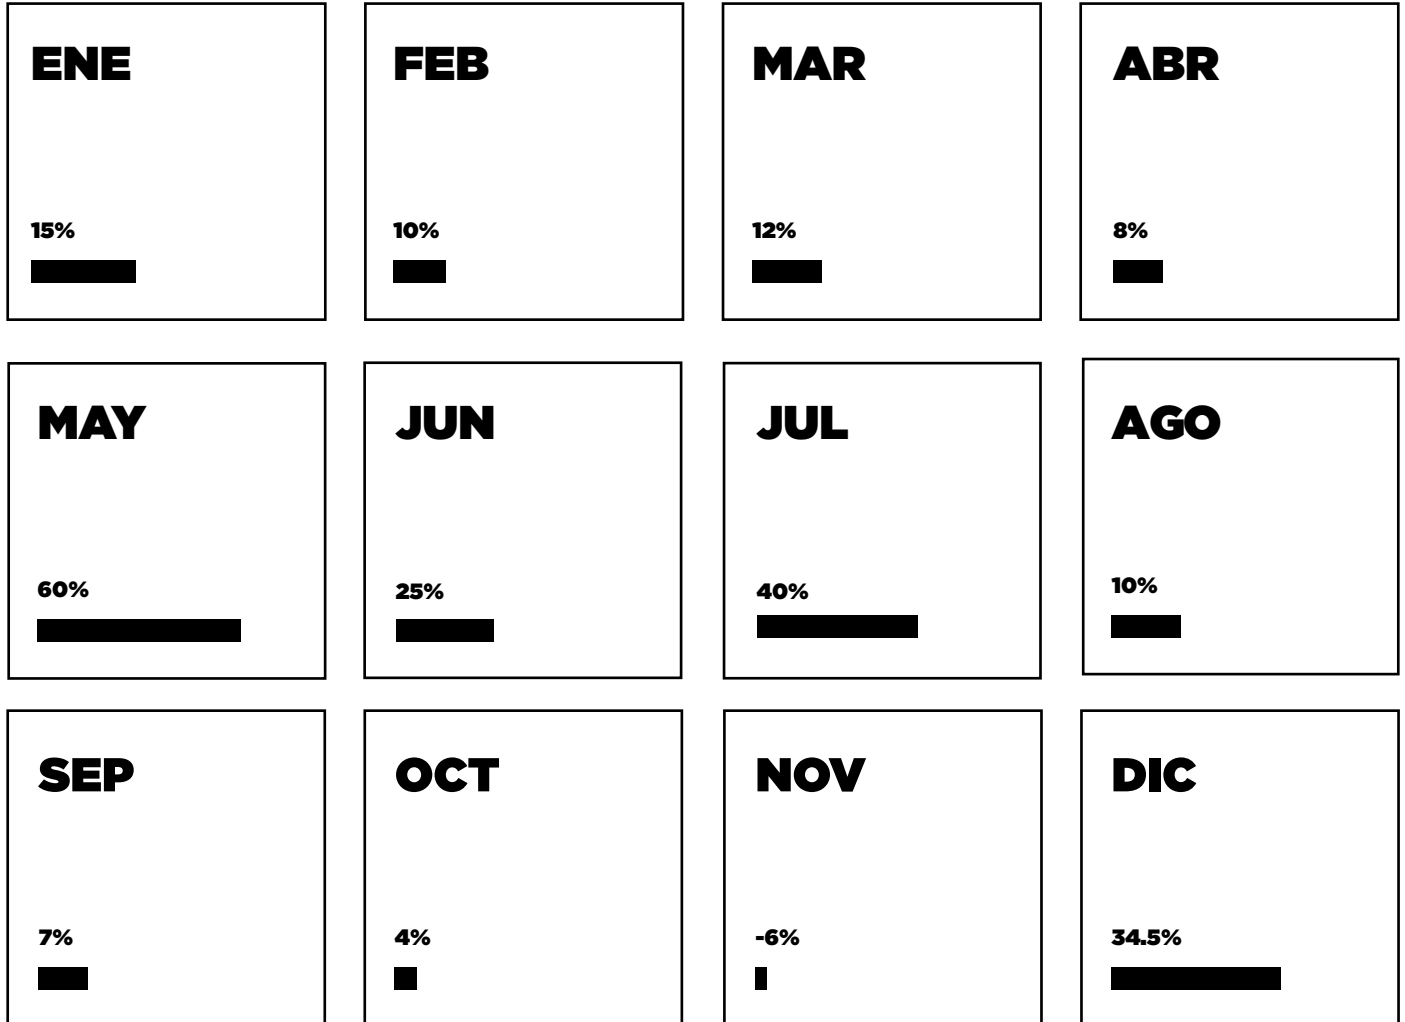 ENE
15%
FEB
10%
MAR
12%
ABR
8%
MAY
60%
JUN
25%
JUL
40%
AGO
10%
SEP
7%
OCT
4%
NOV
-6%
DIC
34.5%